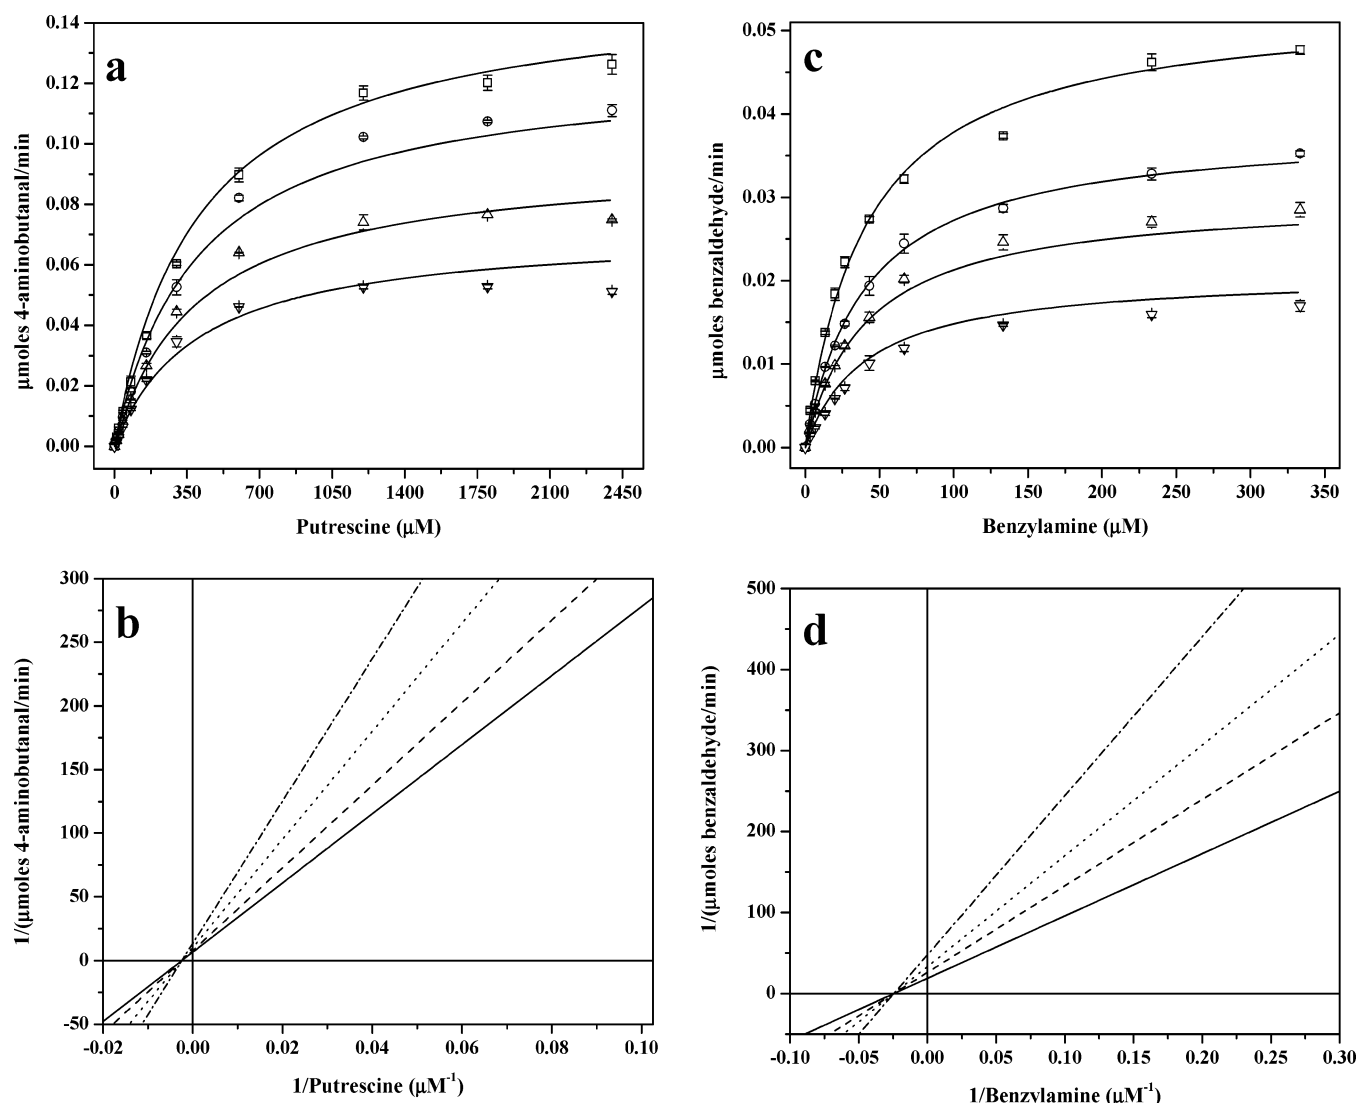 a
0.14
0.12
0.10
0.08
0.06
0.04
0.02
0.00
μmoles 4-aminobutanal/min
0 350 700 1050 1400 1750 2100 2450
Putrescine (μM)
c
0.05
0.04
0.03
0.02
0.01
0.00
μmoles benzaldehyde/min
0 50 100 150 200 250 300 350
Benzylamine (μM)
b
300
250
200
150
100
50
0
-50
1/(μmoles 4-aminobutanal/min)
-0.02 0.00 0.02 0.04 0.06 0.08 0.10
1/Putrescine (μM-1)
d
500
400
300
200
100
0
1/(μmoles benzaldehyde/min)
-0.10 -0.05 0.00 0.05 0.10 0.15 0.20 0.25 0.30
1/Benzylamine (μM-1)